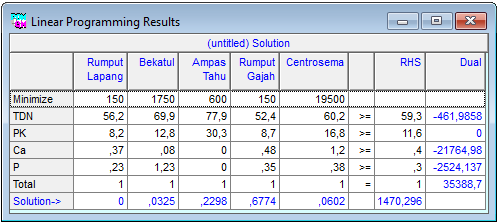 Linear Programming Results
(untitled) Solution
Rumput Lapang Bekatul Ampas Tahu Rumput Gajah Centrosema RHS Dual
Minimize 150 1750 600 150 19500
TDN 56,2 69,9 77,9 52,4 60,2 >= 59,3 -461,9858
PK 8,2 12,8 30,3 8,7 16,8 >= 11,6 0
Ca ,37 ,08 0 ,48 1,2 >= ,4 -21764,98
P ,23 1,23 0 ,35 ,38 >= ,3 -2524,137
Total 1 1 1 1 1 = 1 35388,7
Solution-> 0 ,0325 ,2298 ,6774 ,0602 1470,296